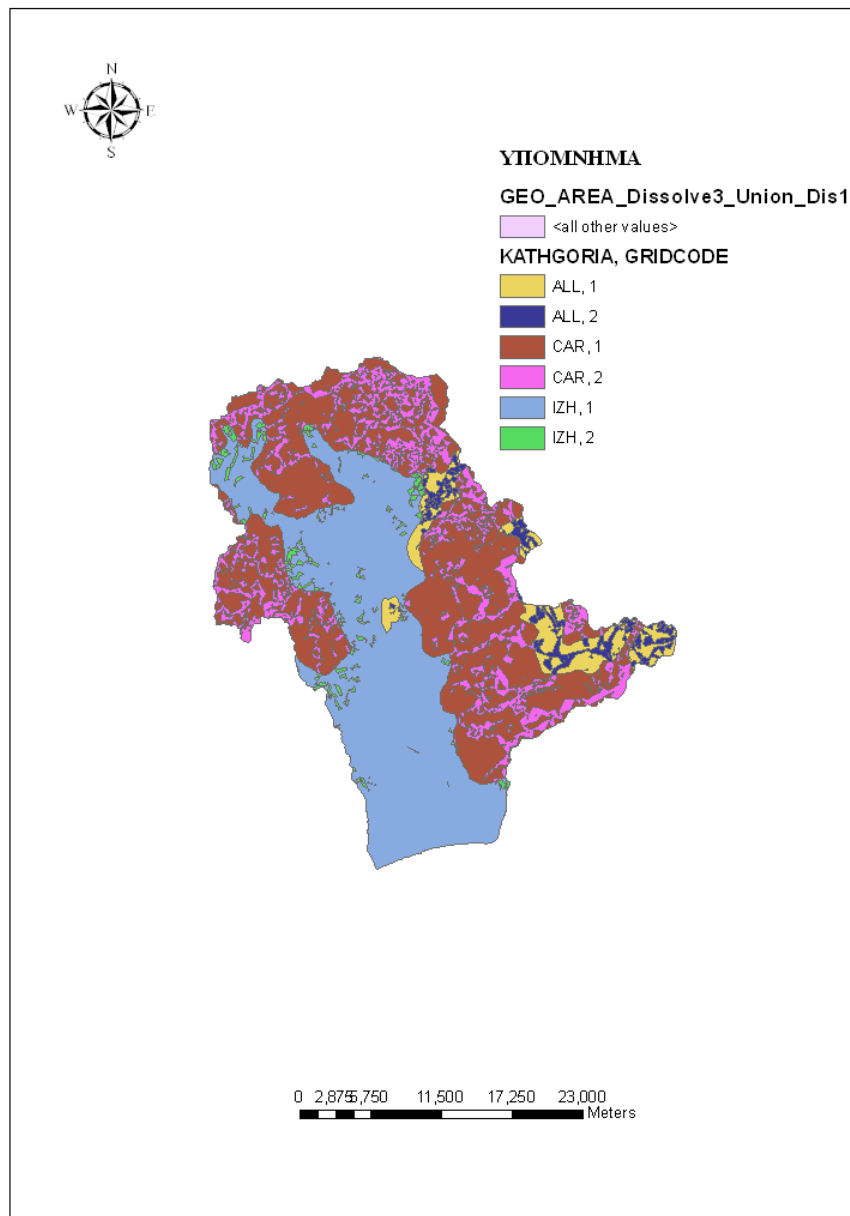 N
W E
S
ΥΠΟΜΝΗΜΑ
GEO_AREA_Dissolve3_Union_Dis1
<all other values>
KATHGORIA, GRIDCODE
ALL, 1
ALL, 2
CAR, 1
CAR, 2
IZH, 1
IZH, 2
0 2,875 5,750 11,500 17,250 23,000
Meters